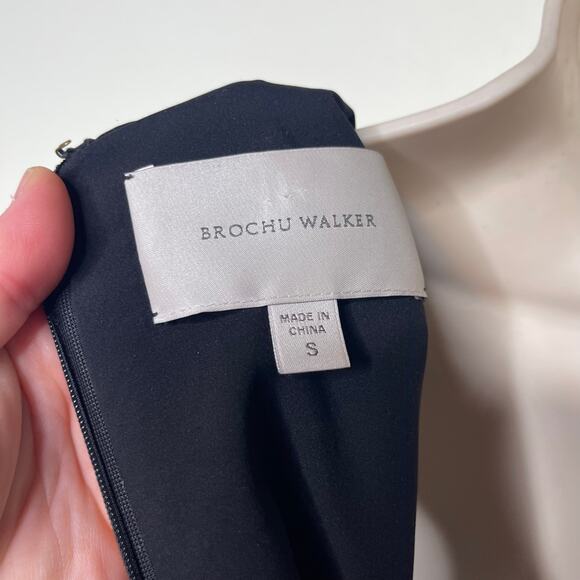 BROCHU WALKER
MADE IN
CHINA
S